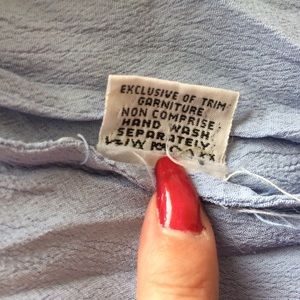 EXCLUSIVE OF TRIM
GARNITURE
NON COMPRISE
HAND WASH
SEPARATELY